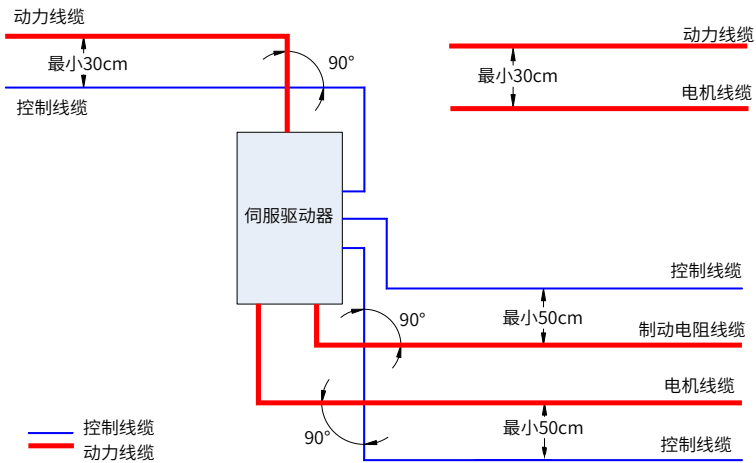 动力线缆
最小30cm
90°
控制线缆
动力线缆
最小30cm
电机线缆
伺服驱动器
控制线缆
最小50cm
90°
制动电阻线缆
电机线缆
最小50cm
90°
控制线缆
控制线缆
动力线缆